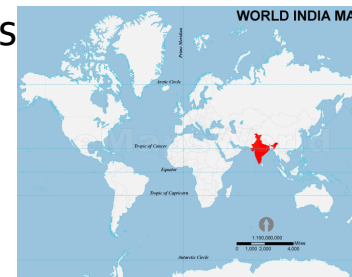 s
WORLD INDIA MA
Prime Meridian
Arctic Circle
Tropic of Cancer
Equator
Tropic of Capricorn
1:190,000,000
Miles
0 1,000 2,000 4,000
Antarctic Circle